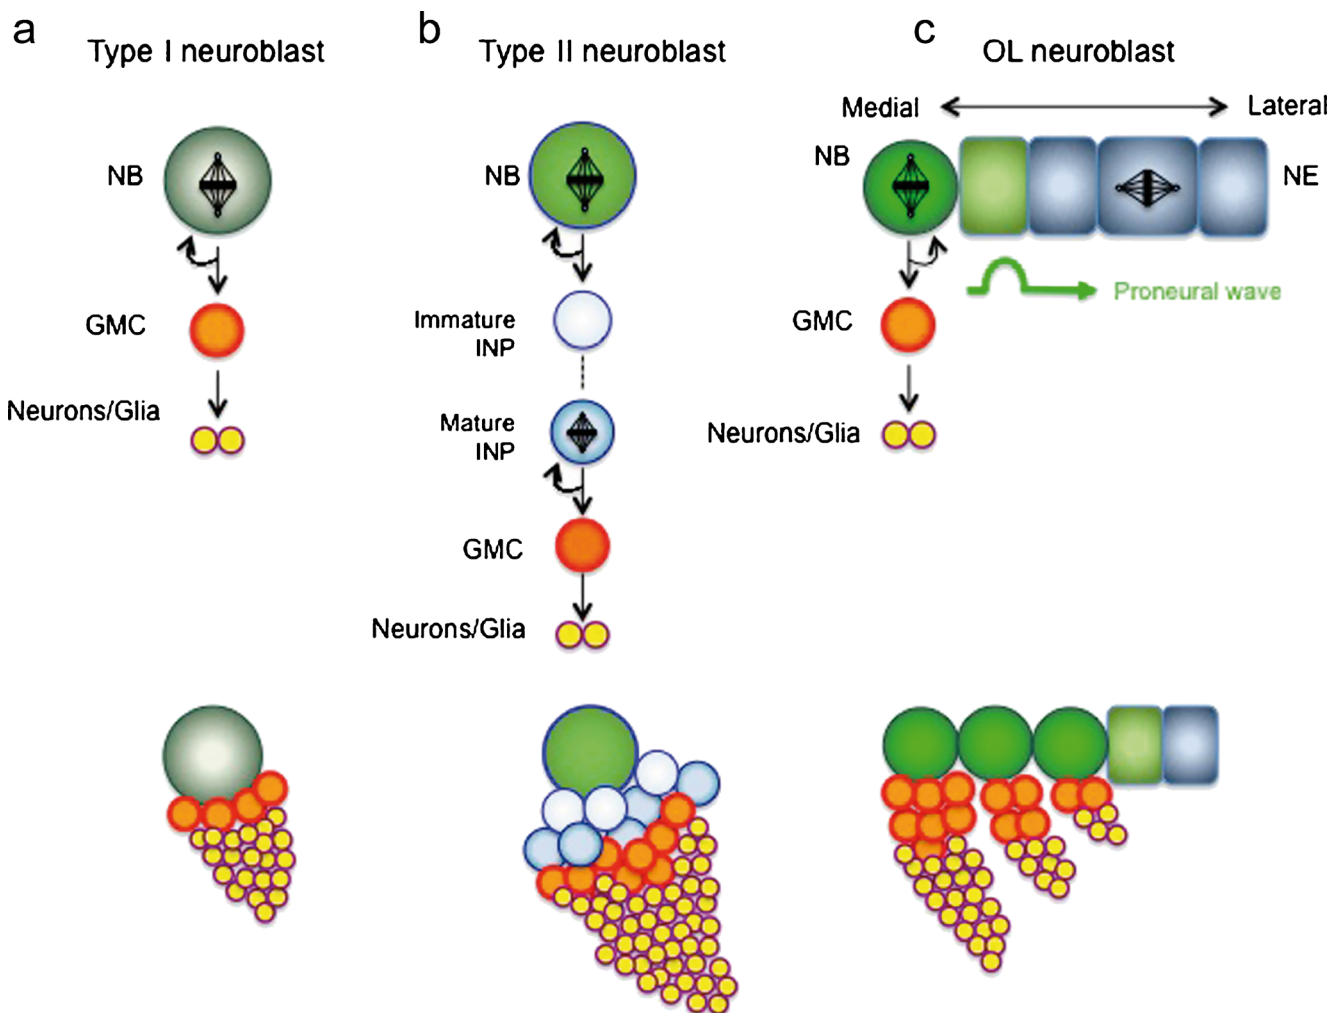 a
Type I neuroblast
NB
GMC
Neurons/Glia
b
Type II neuroblast
NB
Immature
INP
Mature
INP
GMC
Neurons/Glia
c
OL neuroblast
Medial
Lateral
NB
NE
Proneural wave
GMC
Neurons/Glia